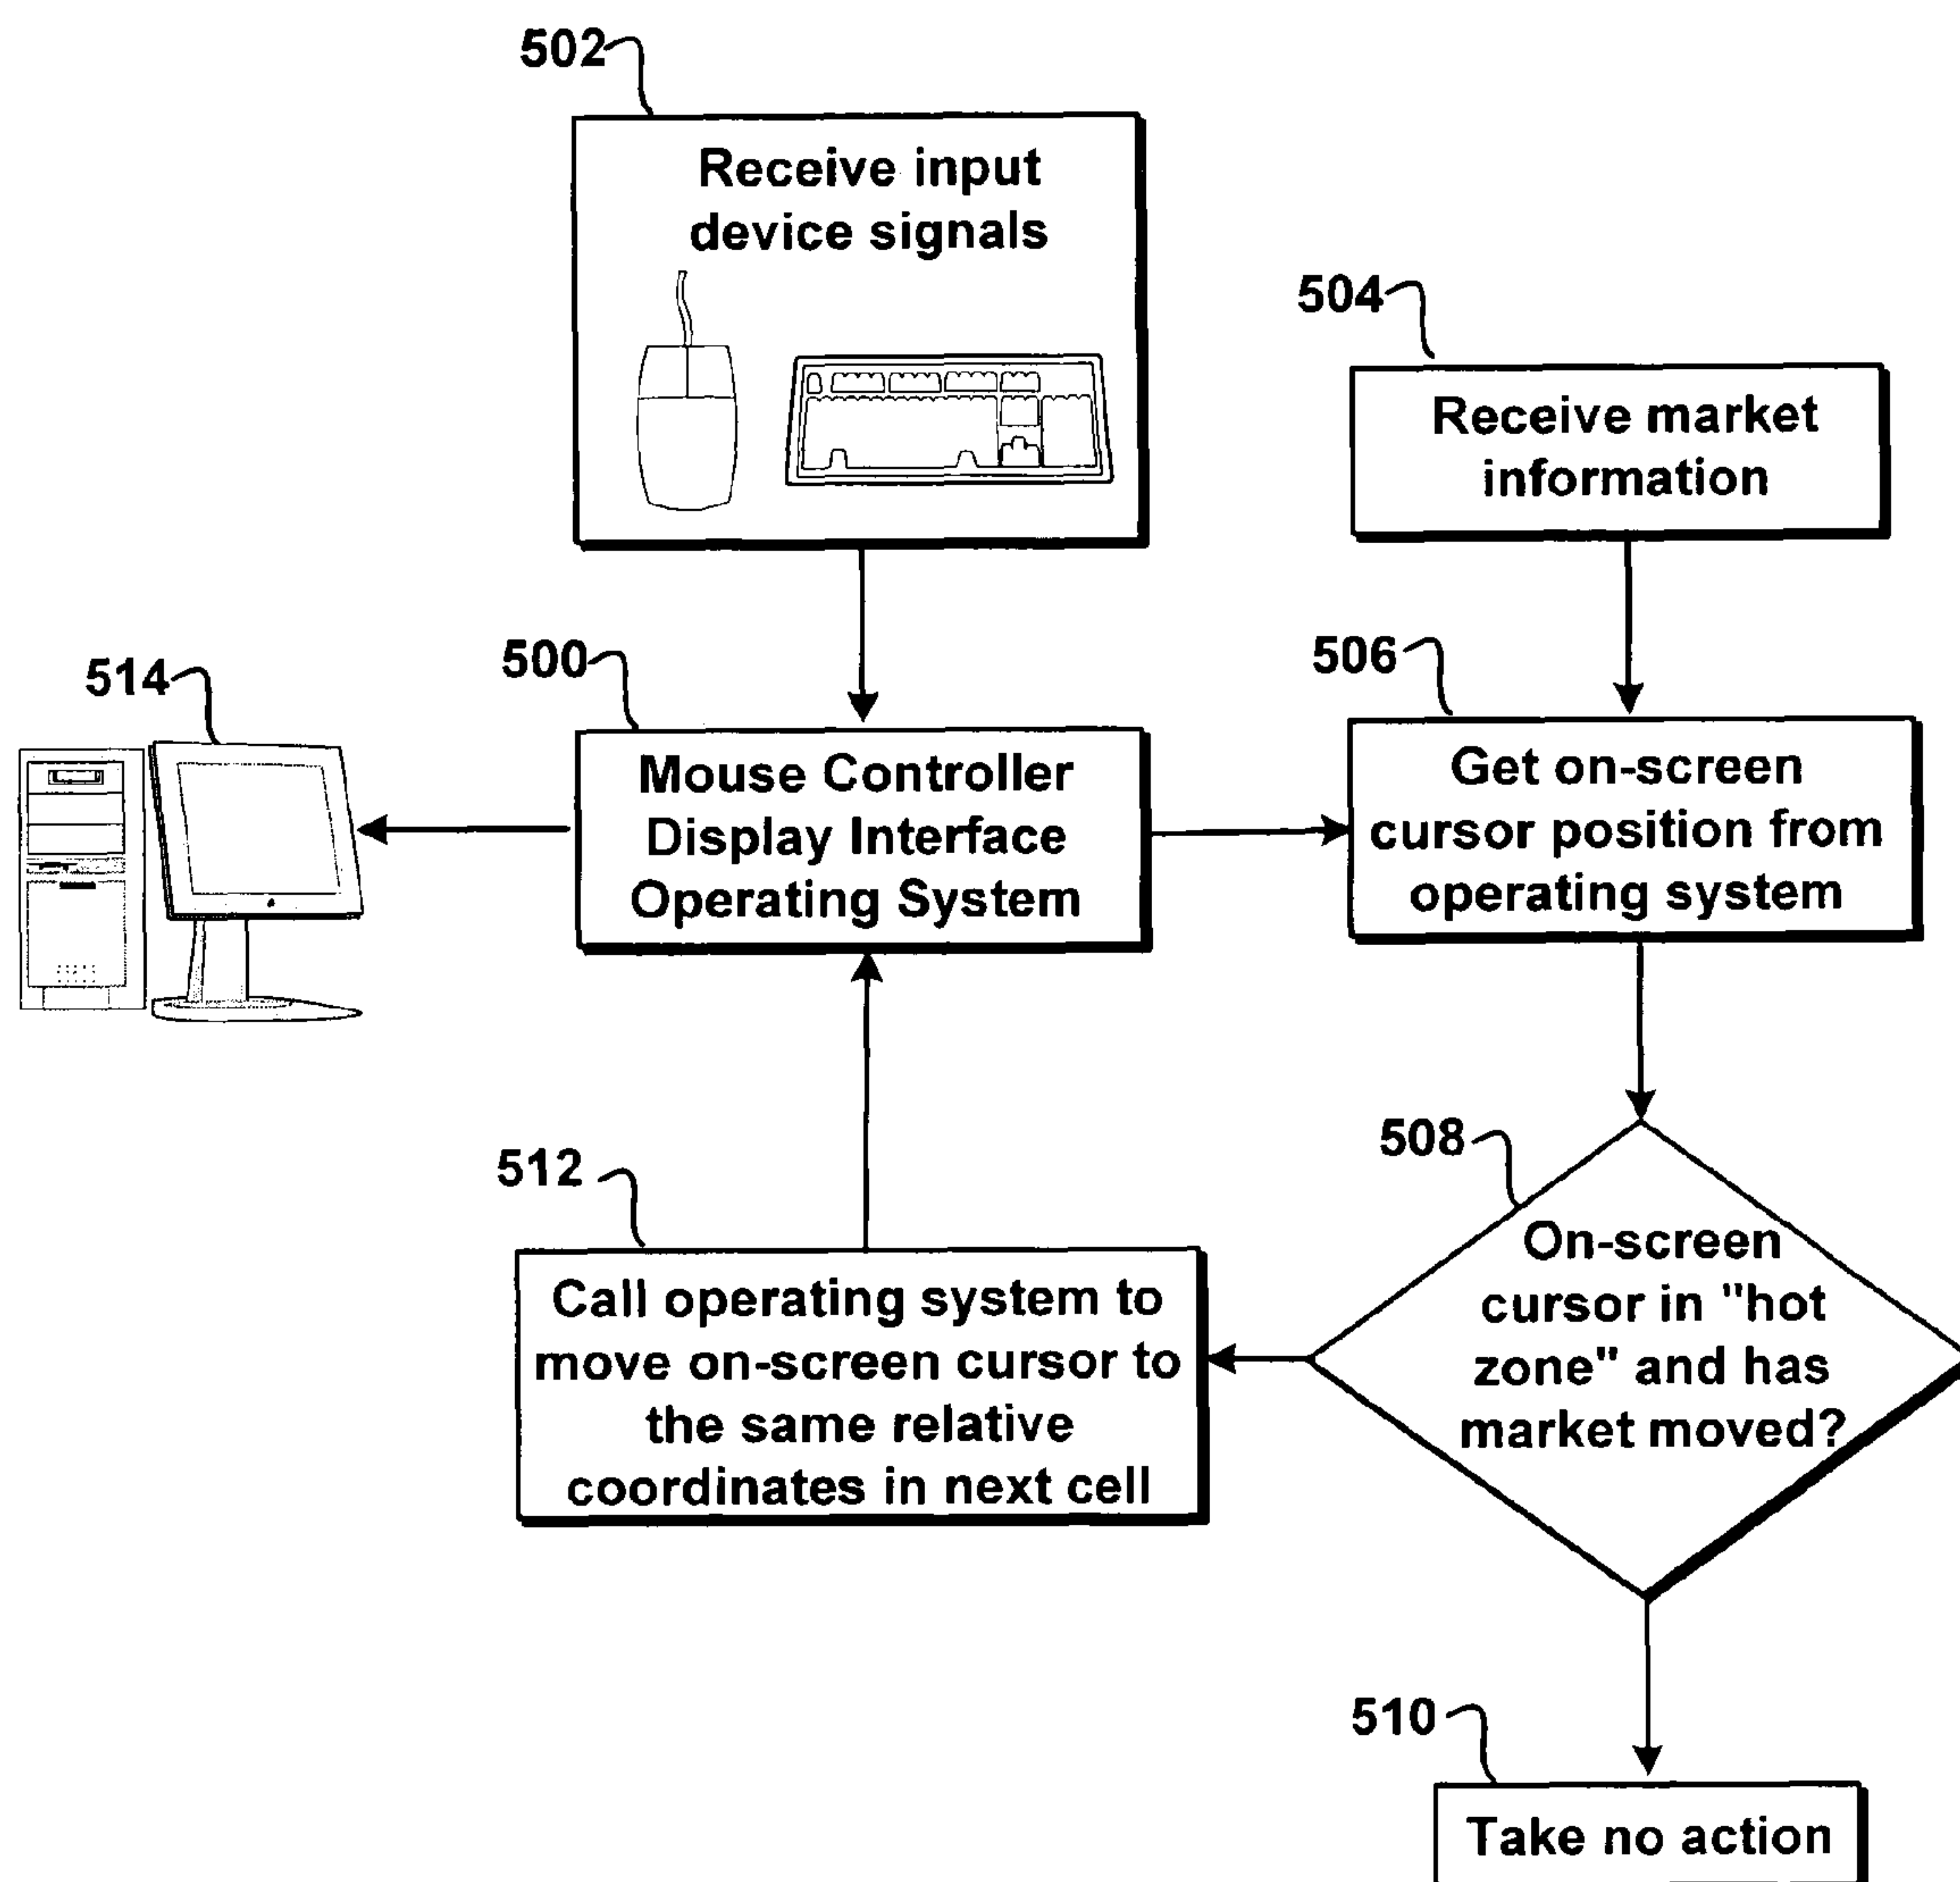 502
Receive input
device signals
504
Receive market
information
514
500
Mouse Controller
Display Interface
Operating System
506
Get on-screen
cursor position from
operating system
512
Call operating system to
move on-screen cursor to
the same relative
coordinates in next cell
508
On-screen
cursor in "hot
zone" and has
market moved?
510
Take no action